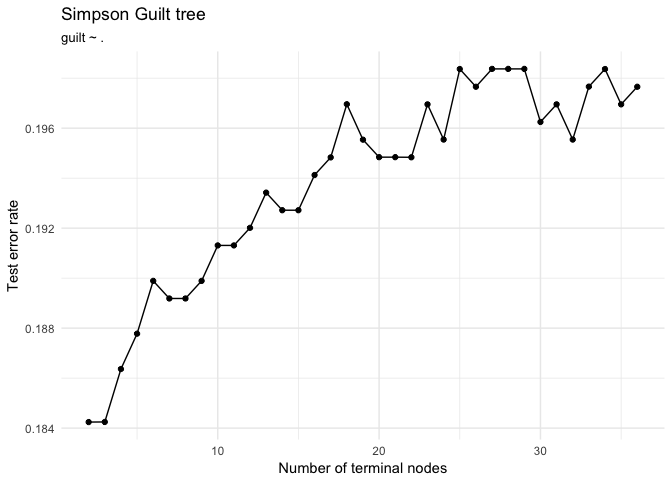 Simpson Guilt tree
guilt ~ .
Test error rate
0.196
0.192
0.188
0.184
10 20 30
Number of terminal nodes